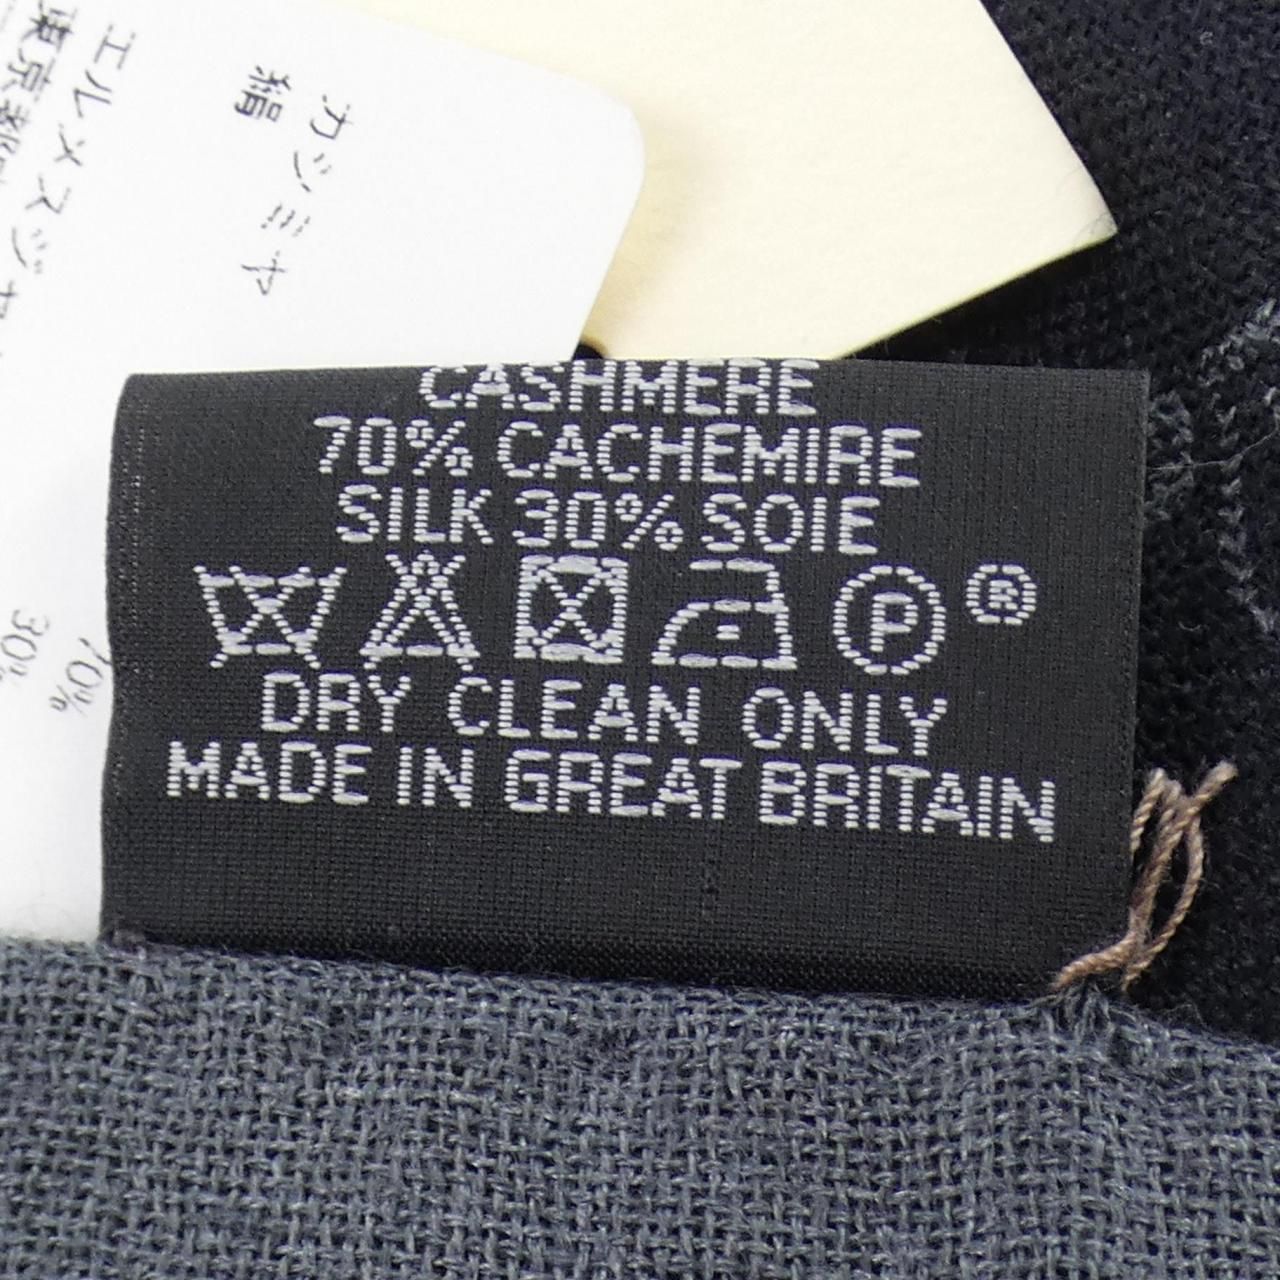 CASHMERE
70% CACHEMIRE
SILK 30% SOIE
P ®
DRY CLEAN ONLY
MADE IN GREAT BRITAIN
カシミヤ
絹
エルメスジャ
東京都
70%
30%